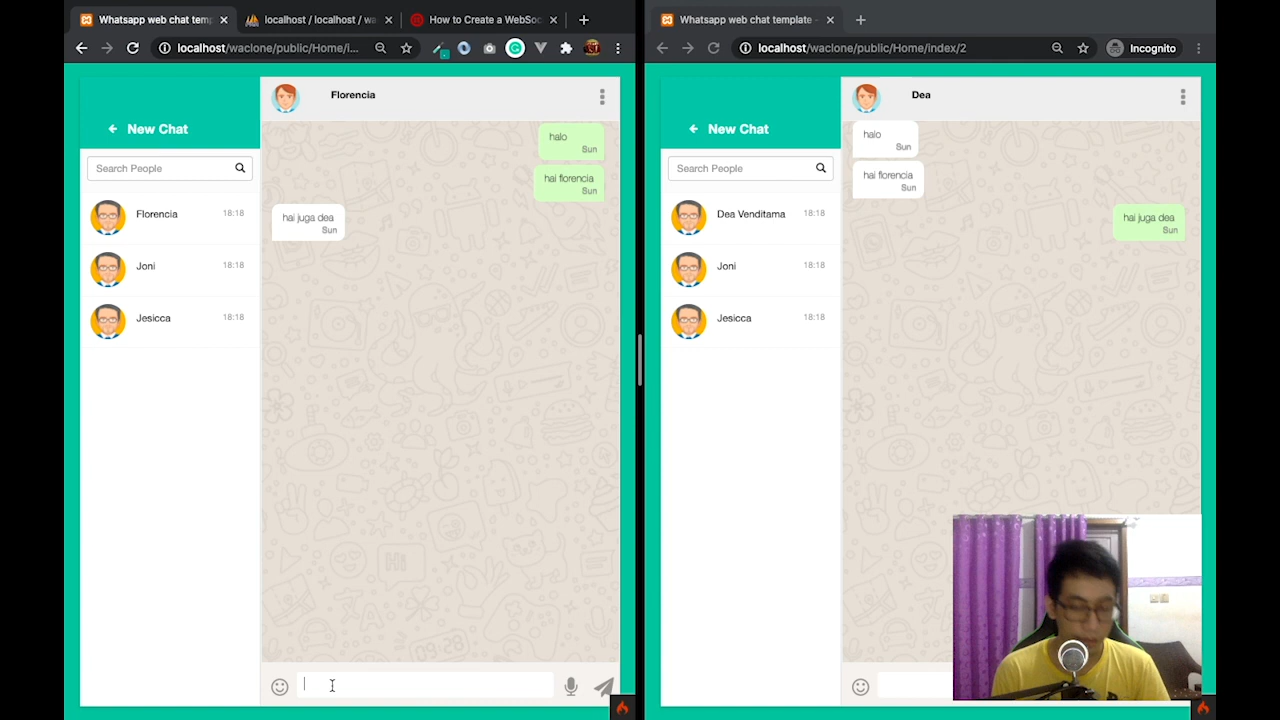 Whatsapp web chat temp
localhost / localhost / wa
How to Create a WebSoc
localhost/waclone/public/Home/i...
New Chat
Search People
Florencia 18:18
Joni 18:18
Jesicca 18:18
Florencia
halo
Sun
hai florencia
Sun
hai juga dea
Sun
Whatsapp web chat template -
localhost/waclone/public/Home/index/2
Incognito
New Chat
Search People
Dea Venditama 18:18
Joni 18:18
Jesicca 18:18
Dea
halo
Sun
hai florencia
Sun
hai juga dea
Sun